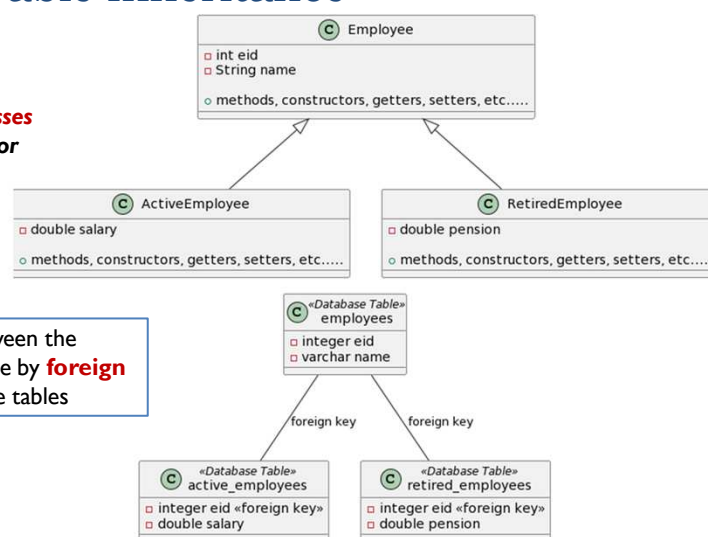 C Employee
int eid
String name
methods, constructors, getters, setters, etc.....
or
C ActiveEmployee
double salary
methods, constructors, getters, setters, etc.....
C RetiredEmployee
double pension
methods, constructors, getters, setters, etc....
C «Database Table»
employees
integer eid
varchar name
the
by foreign
tables
foreign key
foreign key
C «Database Table»
active_employees
integer eid «foreign key»
double salary
C «Database Table»
retired_employees
integer eid «foreign key»
double pension